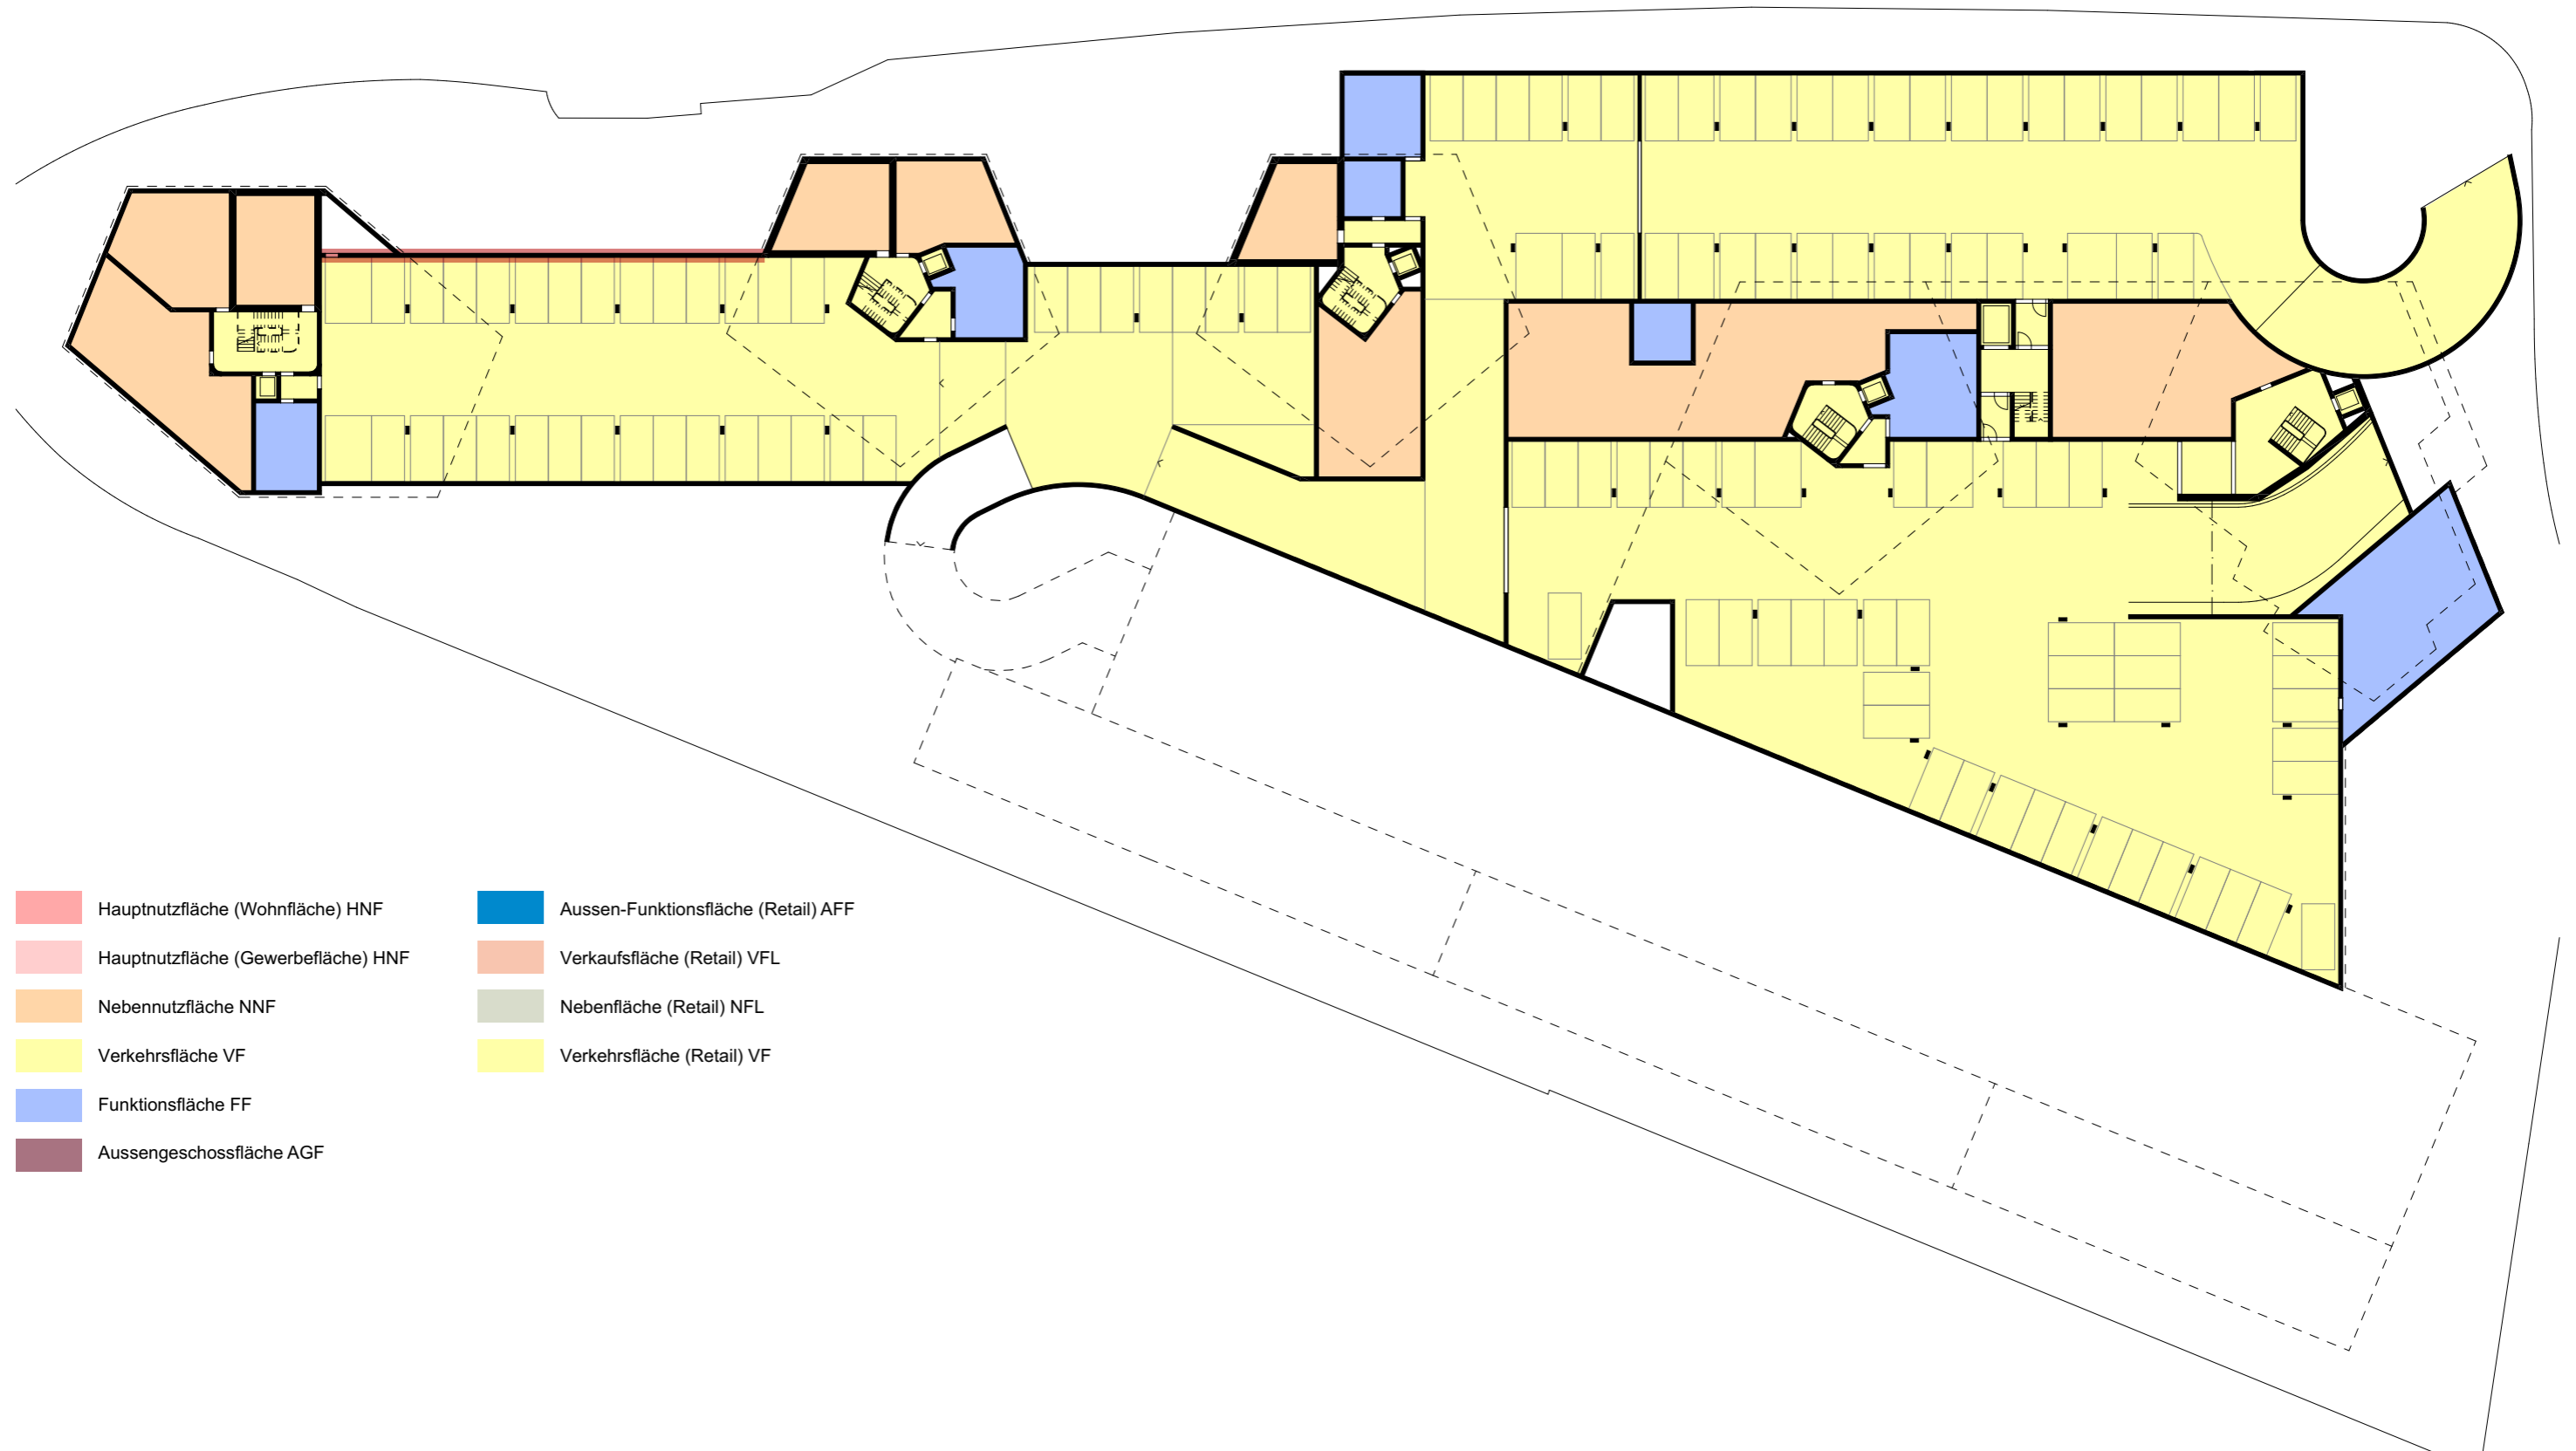 Hauptnutzfläche (Wohnfläche) HNF
Hauptnutzfläche (Gewerbefläche) HNF
Nebennutzfläche NNF
Verkehrsfläche VF
Funktionsfläche FF
Aussengeschossfläche AGF
Aussen-Funktionsfläche (Retail) AFF
Verkaufsfläche (Retail) VFL
Nebenfläche (Retail) NFL
Verkehrsfläche (Retail) VF